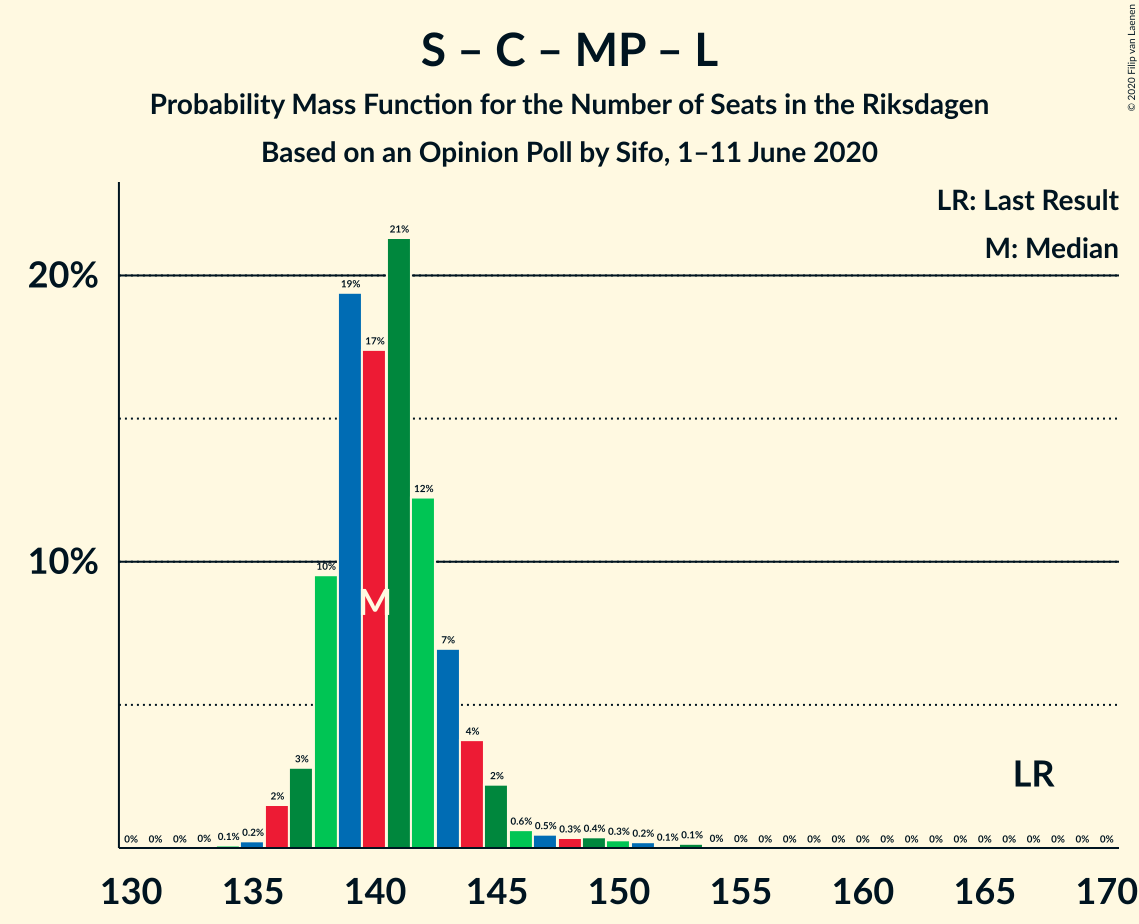 S – C – MP – L
Probability Mass Function for the Number of Seats in the Riksdagen
Based on an Opinion Poll by Sifo, 1–11 June 2020
© 2020 Filip van Laenen
LR: Last Result
M: Median
20%
10%
0% 0% 0% 0% 0.1% 0.2% 2% 3% 10% 19% 17% 21% 12% 7% 4% 2% 0.6% 0.5% 0.3% 0.4% 0.3% 0.2% 0.1% 0.1% 0% 0% 0% 0% 0% 0% 0% 0% 0% 0% 0% 0% 0% 0% 0% 0% 0%
M
LR
130 135 140 145 150 155 160 165 170